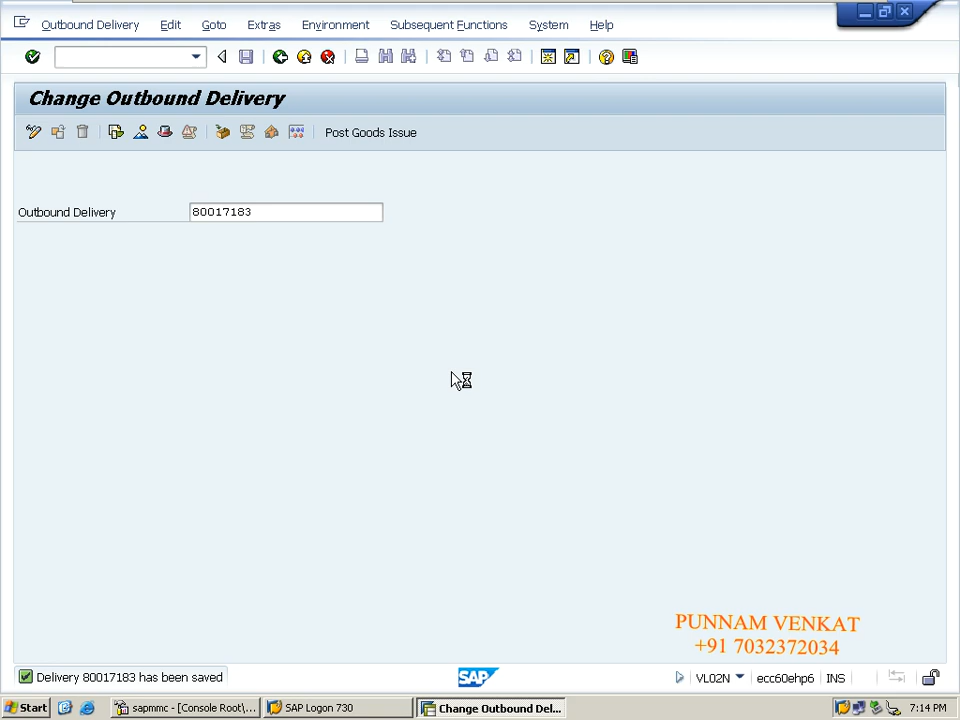 Outbound Delivery Edit Goto Extras Environment Subsequent Functions System Help
Change Outbound Delivery
Post Goods Issue
Outbound Delivery 80017183
PUNNAM VENKAT
+91 7032372034
Delivery 80017183 has been saved
SAP
VL02N ecc60ehp6 INS
Start sapmmc - [Console Root\... SAP Logon 730 Change Outbound Del... 7:14 PM